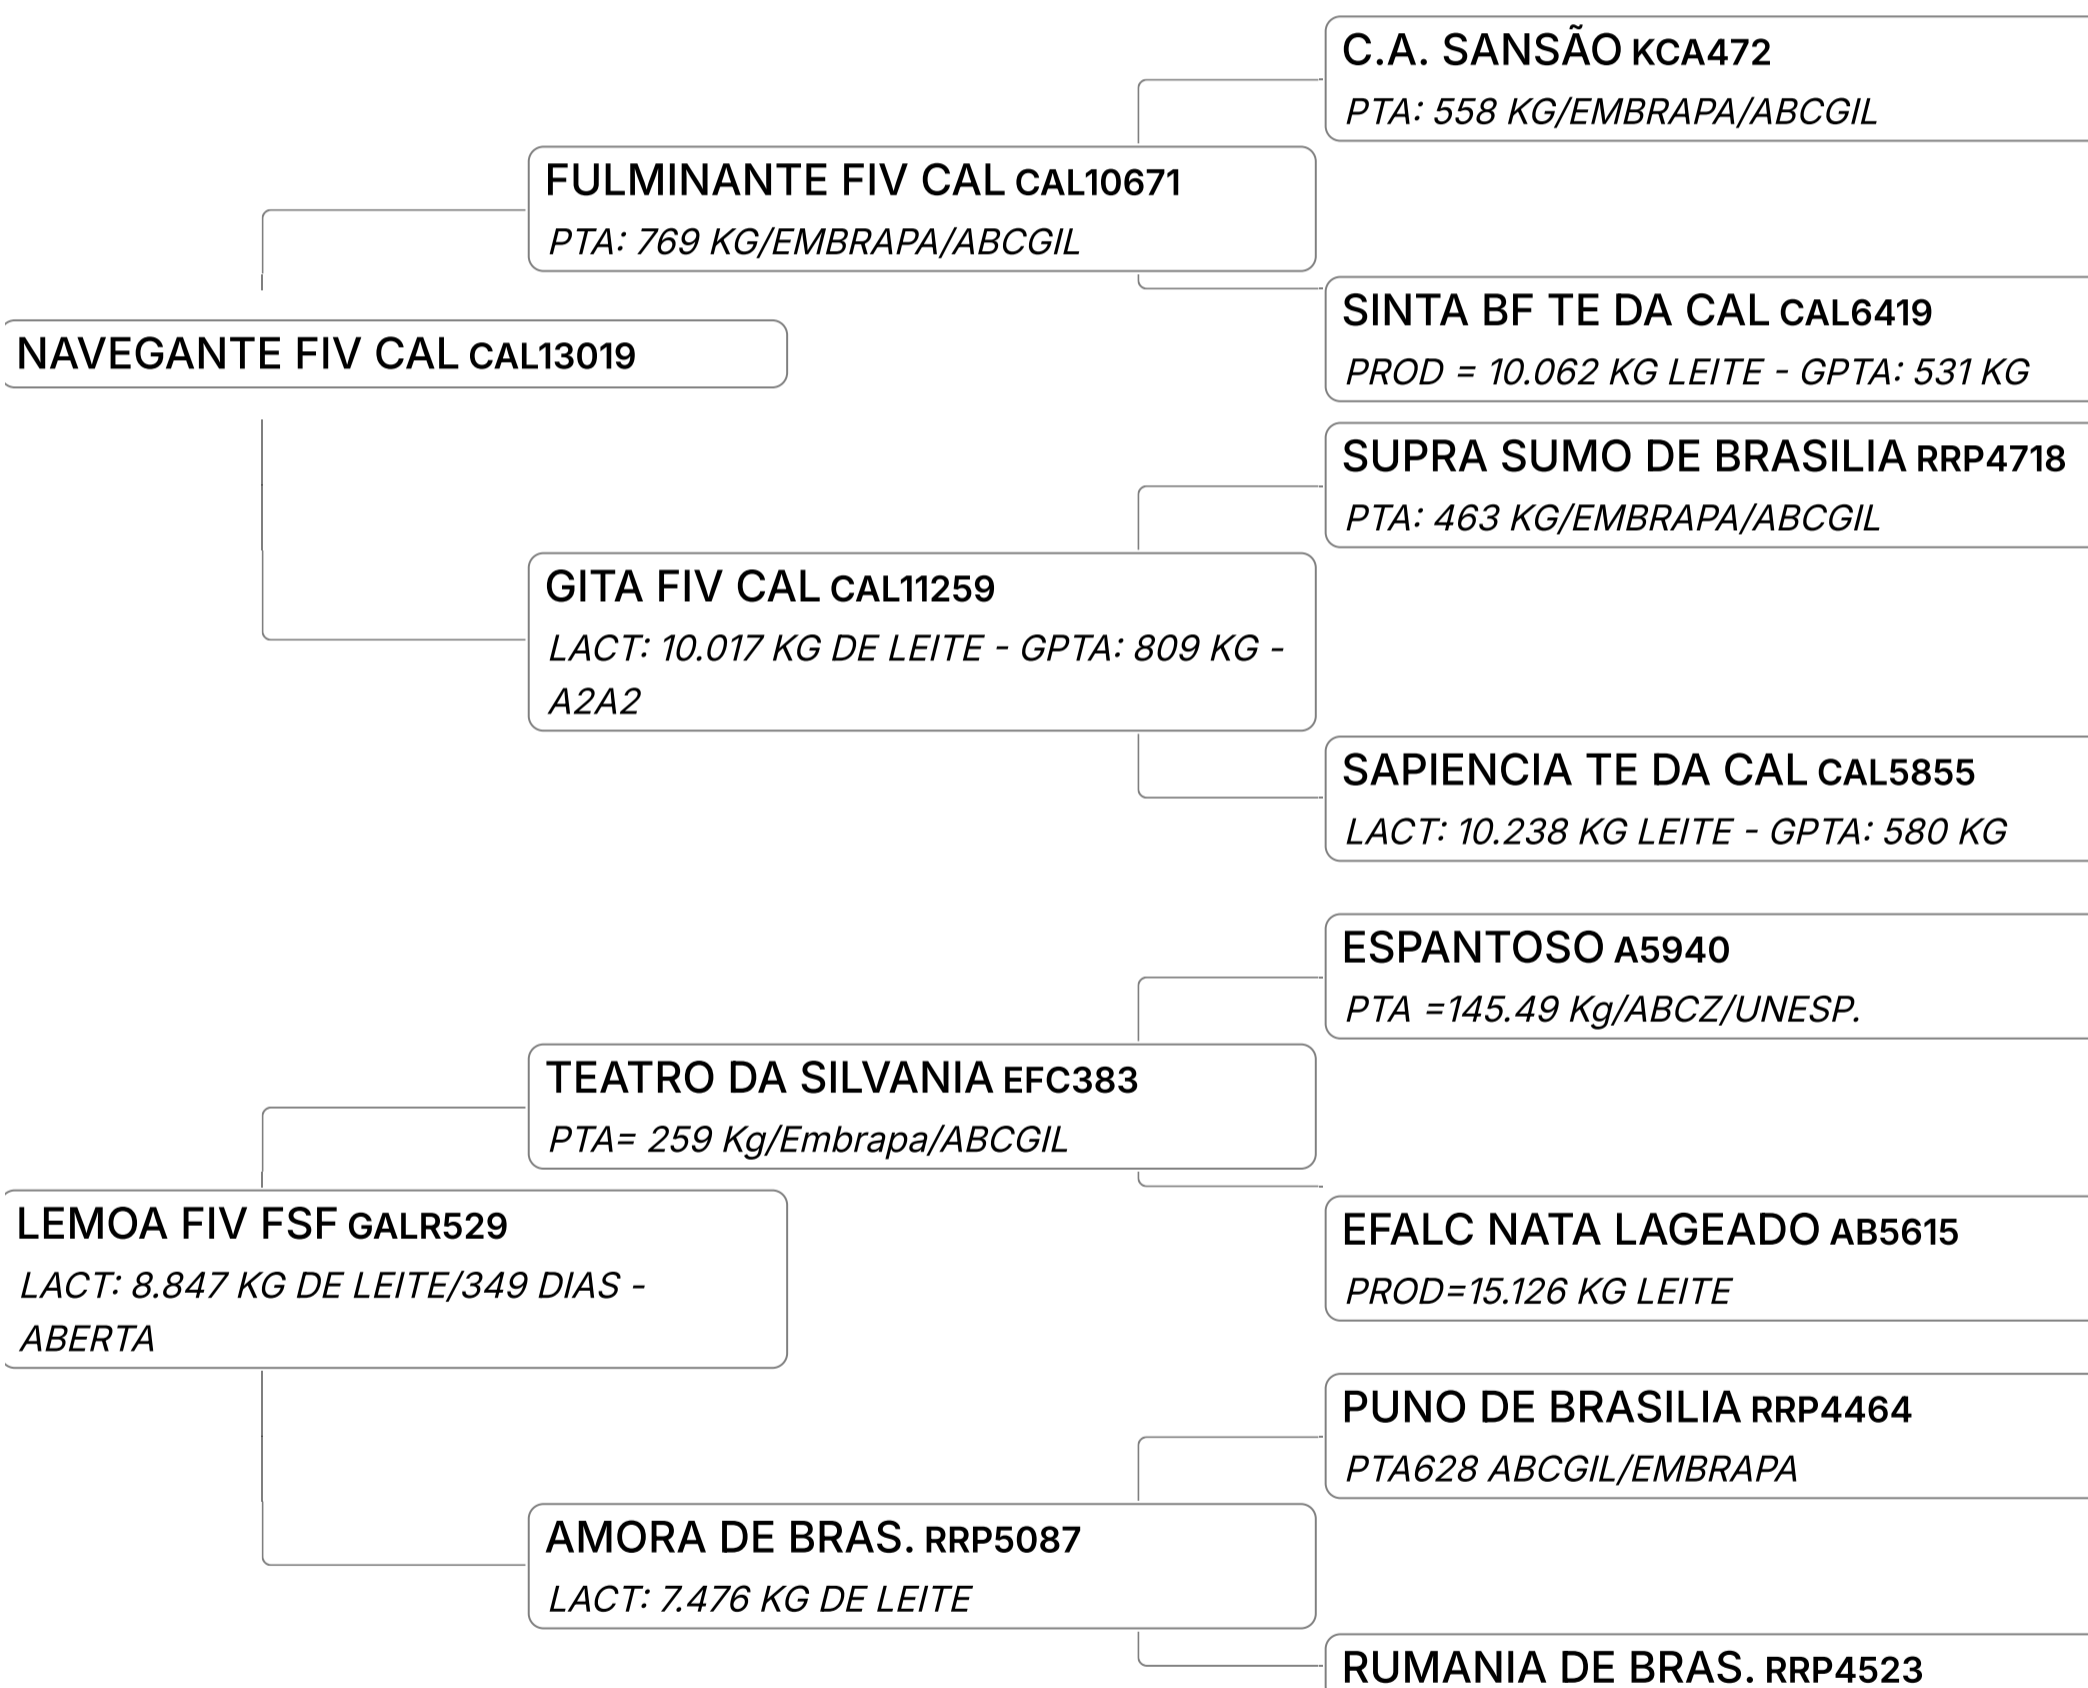 C.A. SANSÃO KCA472
PTA: 558 KG/EMBRAPA/ABCGIL
FULMINANTE FIV CAL CAL10671
PTA: 769 KG/EMBRAPA/ABCGIL
SINTA BF TE DA CAL CAL6419
PROD = 10.062 KG LEITE - GPTA: 531 KG
NAVEGANTE FIV CAL CAL13019
SUPRA SUMO DE BRASILIA RRP4718
PTA: 463 KG/EMBRAPA/ABCGIL
GITA FIV CAL CAL11259
LACT: 10.017 KG DE LEITE - GPTA: 809 KG -
A2A2
SAPIENCIA TE DA CAL CAL5855
LACT: 10.238 KG LEITE - GPTA: 580 KG
ESPANTOSO A5940
PTA =145.49 Kg/ABCZ/UNESP.
TEATRO DA SILVANIA EFC383
PTA= 259 Kg/Embrapa/ABCGIL
EFALC NATA LAGEADO AB5615
PROD=15.126 KG LEITE
LEMOA FIV FSF GALR529
LACT: 8.847 KG DE LEITE/349 DIAS -
ABERTA
PUNO DE BRASILIA RRP4464
PTA628 ABCGIL/EMBRAPA
AMORA DE BRAS. RRP5087
LACT: 7.476 KG DE LEITE
RUMANIA DE BRAS. RRP4523